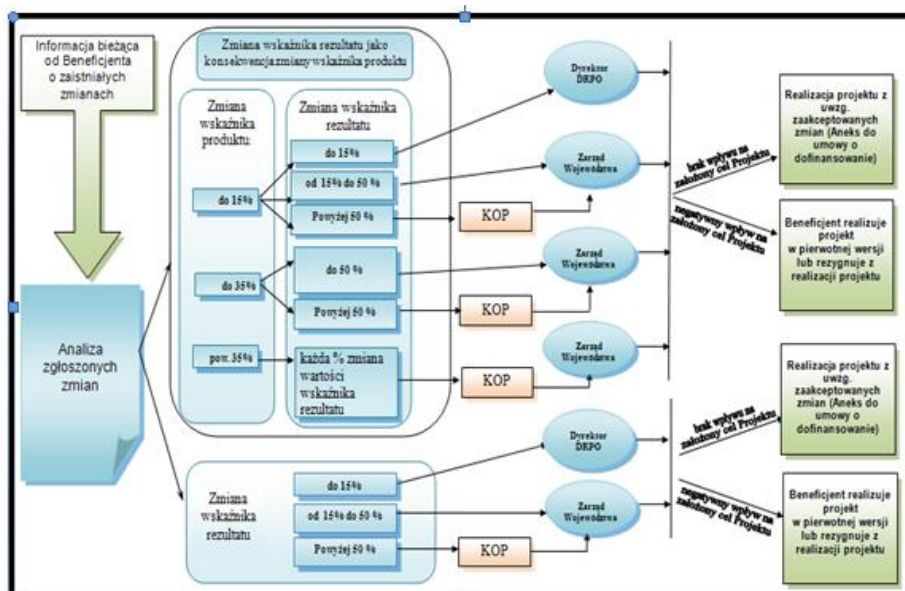 Informacja bieżąca
od Beneficjenta
o zaistniałych
zmianach
Analiza
zgłoszonych
zmian
Zmiana wskaźnika rezultatu jako
konsekwencja zmiany wskaźnika produktu
Zmiana
wskaźnika
produktu
do 15%
do 35%
pow. 35%
Zmiana wskaźnika
rezultatu
do 15%
od 15% do 50 %
Powyżej 50 %
do 50 %
Powyżej 50 %
każda % zmiana
wartości
wskaźnika
rezultatu
KOP
KOP
KOP
Dyrektor
DRPO
Zarząd
Województwa
Zarząd
Województwa
Zarząd
Województwa
brak wpływu na
założony cel Projektu
negatywny wpływ na
założony cel Projektu
Realizacja projektu z
uwzg.
zaakceptowanych
zmian (Aneks do
umowy o
dofinansowanie)
Beneficjent realizuje
projekt
w pierwotnej wersji
lub rezygnuje z
realizacji projektu
Zmiana
wskaźnika
rezultatu
do 15%
od 15% do 50 %
Powyżej 50 %
KOP
Dyrektor
DRPO
Zarząd
Województwa
brak wpływu na
założony cel Projektu
negatywny wpływ na
założony cel Projektu
Realizacja projektu z
uwzg.
zaakceptowanych
zmian (Aneks do
umowy o
dofinansowanie)
Beneficjent realizuje
projekt
w pierwotnej wersji
lub rezygnuje z
realizacji projektu